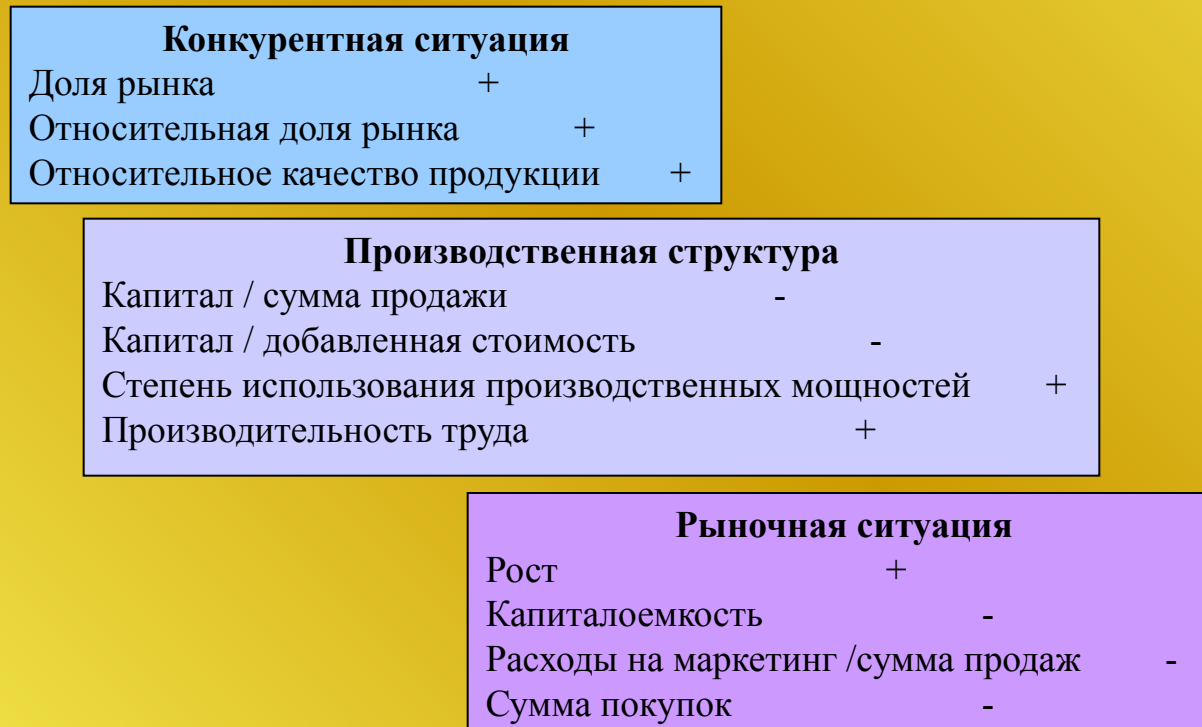 Конкурентная ситуация
Доля рынка +
Относительная доля рынка +
Относительное качество продукции +
Производственная структура
Капитал / сумма продажи -
Капитал / добавленная стоимость -
Степень использования производственных мощностей +
Производительность труда +
Рыночная ситуация
Рост +
Капиталоемкость -
Расходы на маркетинг /сумма продаж -
Сумма покупок -